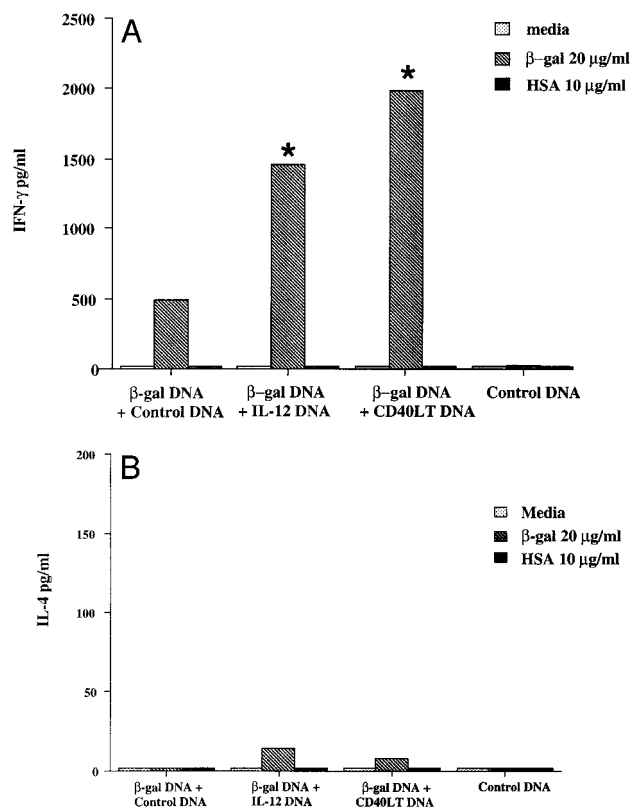 A
2500
2000
1500
1000
500
0
IFN-γ pg/ml
media
β–gal 20 μg/ml
HSA 10 μg/ml
*
*
β-gal DNA
+ Control DNA
β–gal DNA
+ IL-12 DNA
β–gal DNA
+ CD40LT DNA
Control DNA
B
200
150
100
50
0
IL-4 pg/ml
Media
β-gal 20 μg/ml
HSA 10 μg/ml
β-gal DNA +
Control DNA
β-gal DNA +
IL-12 DNA
β-gal DNA +
CD40LT DNA
Control DNA